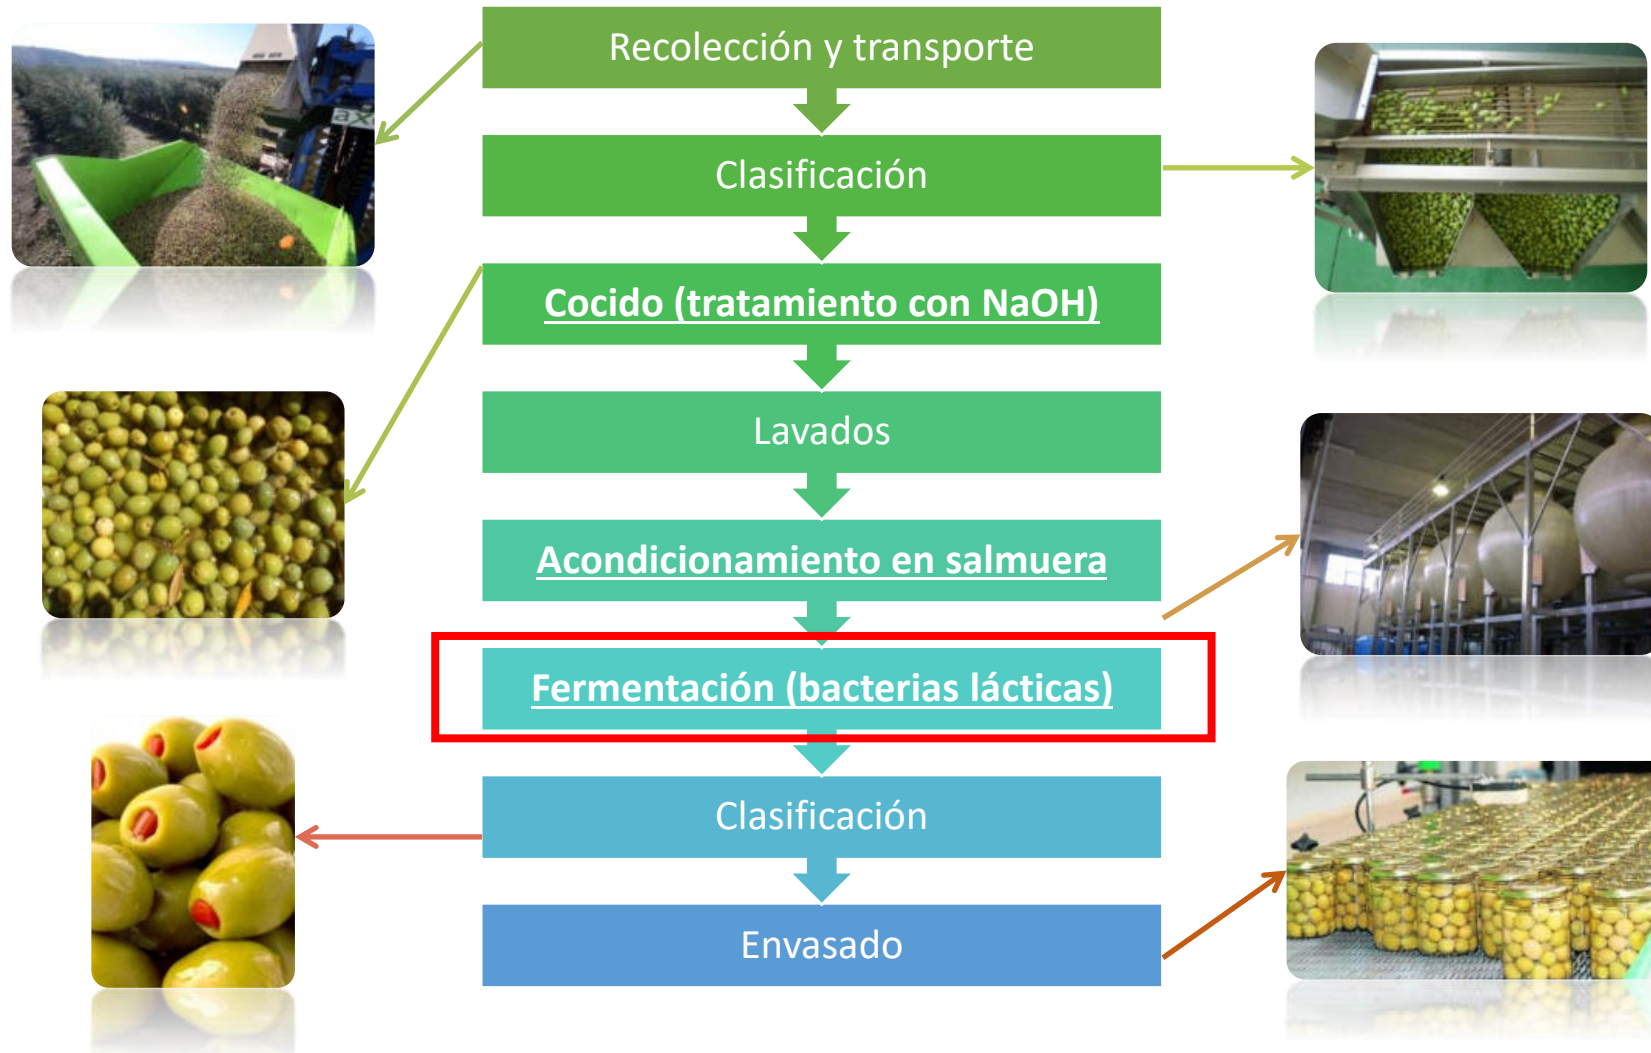 Recolección y transporte
Clasificación
Cocido (tratamiento con NaOH)
Lavados
Acondicionamiento en salmuera
Fermentación (bacterias lácticas)
Clasificación
Envasado